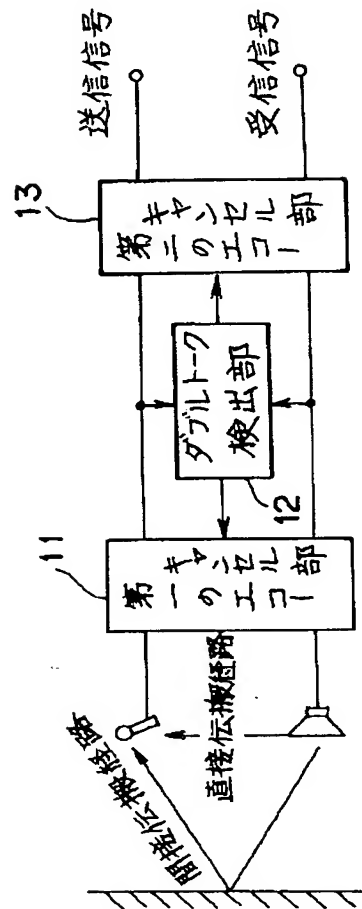 間接伝搬経路
直接伝搬経路
11
第一のエコー
キャンセル部
12
ダブルトーク
検出部
13
第二のエコー
キャンセル部
送信信号
受信信号